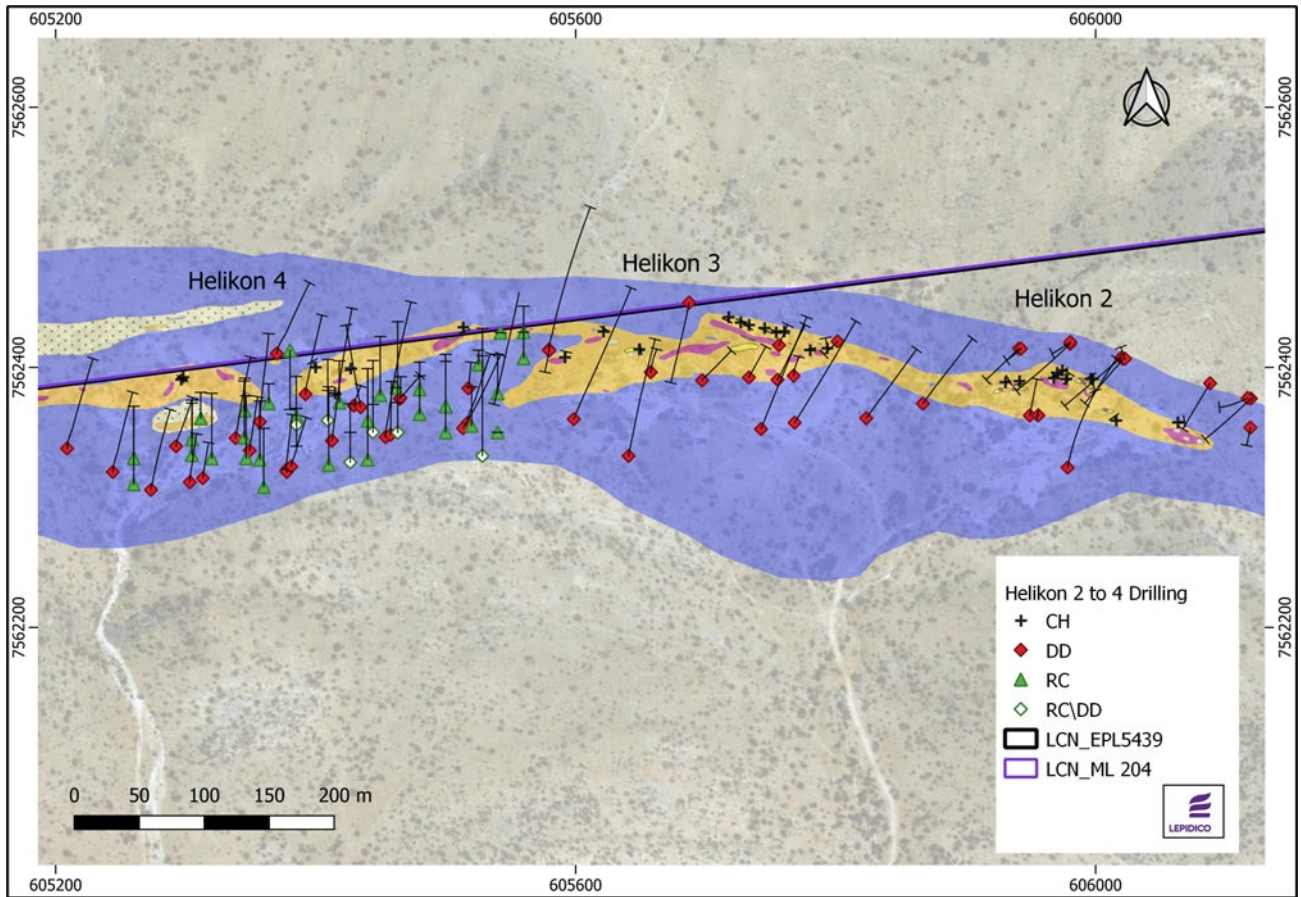 605200 605600 606000
7562600 7562600
Helikon 4
Helikon 3
Helikon 2
7562400 7562400
7562200 7562200
Helikon 2 to 4 Drilling
CH
DD
RC
RC\DD
LCN_EPL5439
LCN_ML 204
LEPIDICO
0 50 100 150 200 m
605200 605600 606000